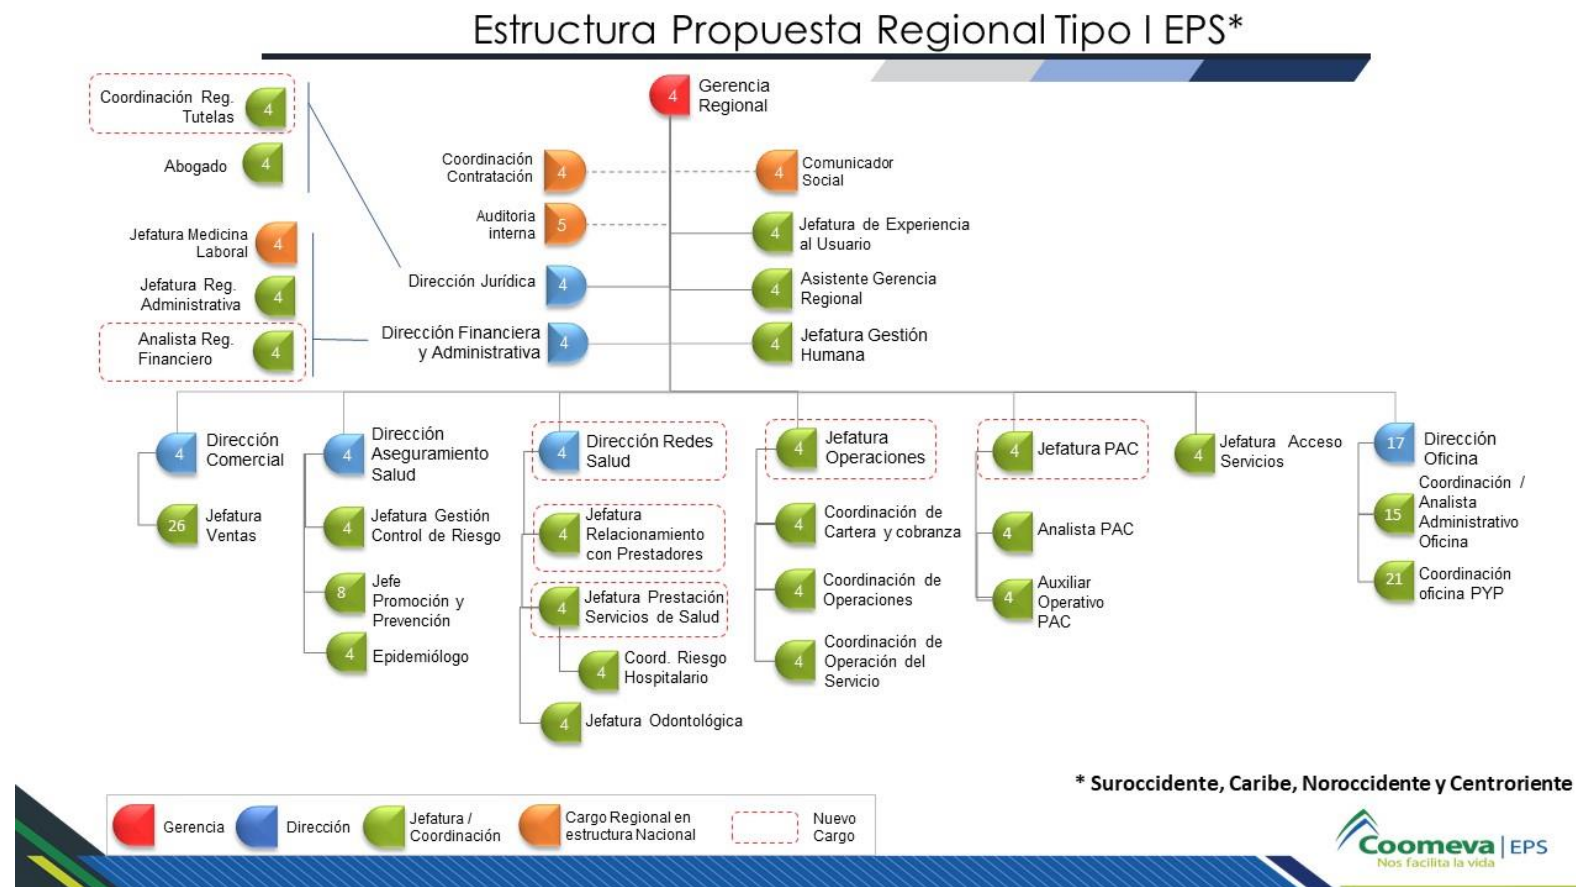 Estructura Propuesta Regional Tipo I EPS*
4
Gerencia
Regional
Coordinación Reg.
Tutelas
4
Abogado
4
Coordinación
Contratación
4
4
Comunicador
Social
Auditoria
interna
5
4
Jefatura de Experiencia
al Usuario
Jefatura Medicina
Laboral
4
Jefatura Reg.
Administrativa
4
Analista Reg.
Financiero
4
Dirección Jurídica
4
4
Asistente Gerencia
Regional
Dirección Financiera
y Administrativa
4
4
Jefatura Gestión
Humana
4
Dirección
Comercial
26
Jefatura
Ventas
4
Dirección
Aseguramiento
Salud
4
Jefatura Gestión
Control de Riesgo
8
Jefe
Promoción y
Prevención
4
Epidemiólogo
4
Dirección Redes
Salud
4
Jefatura
Relacionamiento
con Prestadores
4
Jefatura Prestación
Servicios de Salud
4
Coord. Riesgo
Hospitalario
4
Jefatura Odontológica
4
Jefatura
Operaciones
4
Coordinación de
Cartera y cobranza
4
Coordinación de
Operaciones
4
Coordinación de
Operación del
Servicio
4
Jefatura PAC
4
Analista PAC
4
Auxiliar
Operativo
PAC
4
Jefatura Acceso
Servicios
17
Dirección
Oficina
15
Coordinación /
Analista
Administrativo
Oficina
21
Coordinación
oficina PYP
* Suroccidente, Caribe, Noroccidente y Centroriente
Gerencia
Dirección
Jefatura /
Coordinación
Cargo Regional en
estructura Nacional
Nuevo
Cargo
Coomeva | EPS
Nos facilita la vida